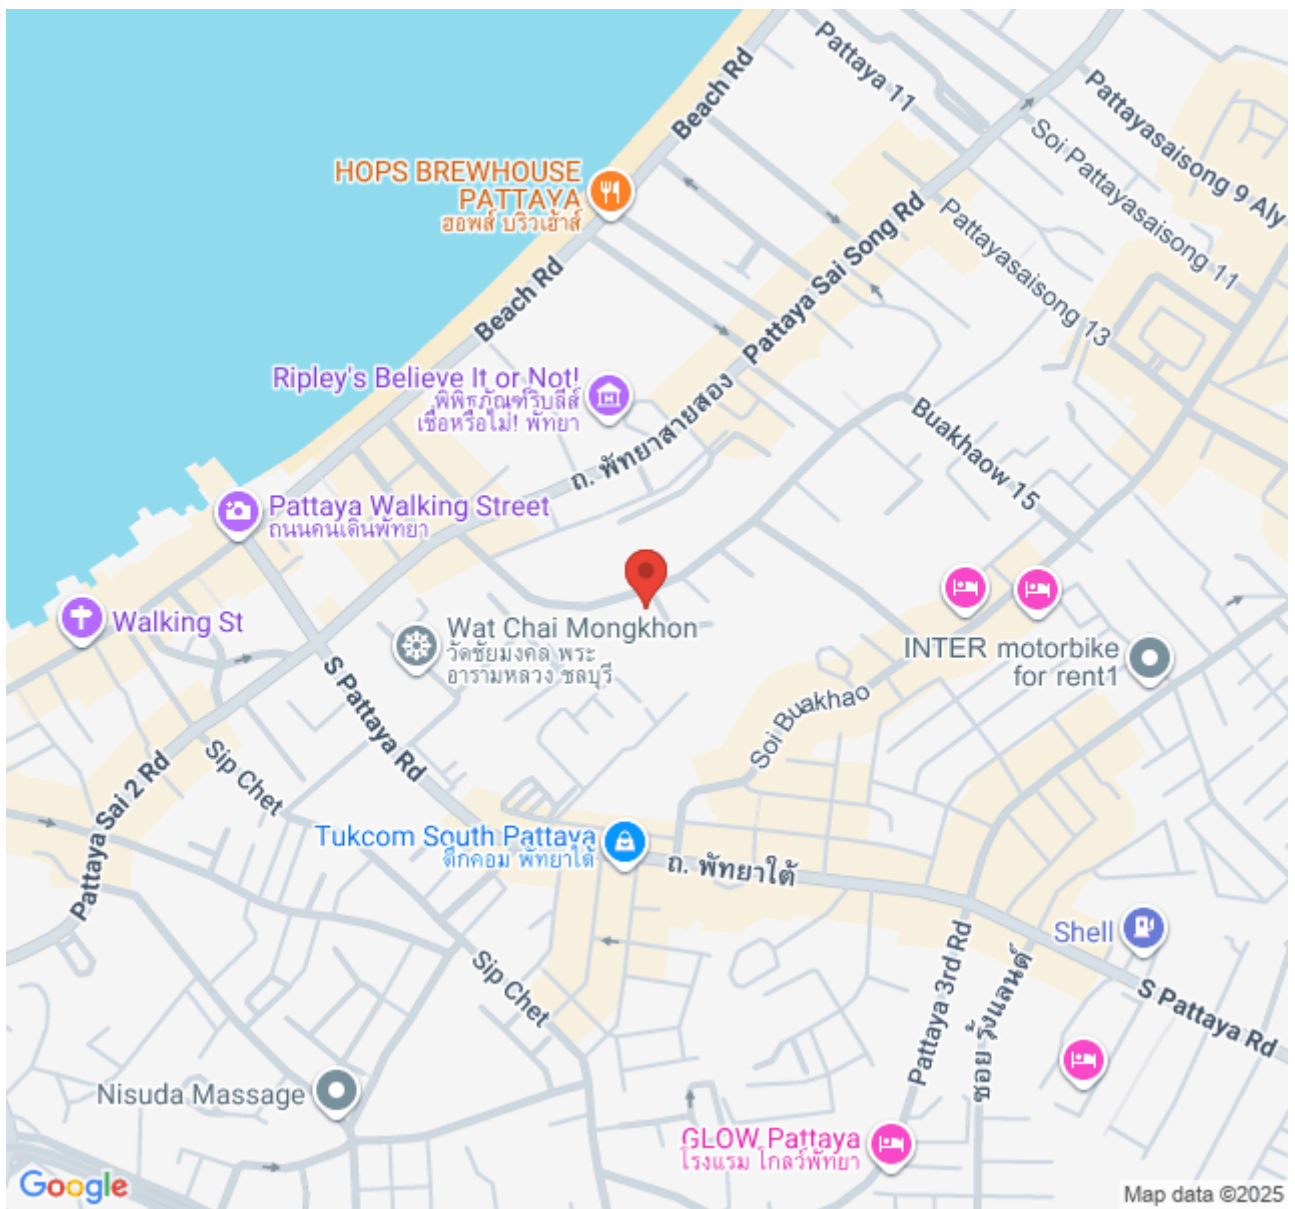 Pattaya 11
Beach Rd
Pattayasaisong 9 Aly
Soi Pattayasaisong 11
HOPS BREWHOUSE
PATTAYA
ฮอพส์ บริวเฮ้าส์
Pattayasaisong 13
Pattaya Sai Song Rd
Beach Rd
Ripley's Believe It or Not!
พิพิธภัณฑ์ริบลีส์
เชื่อหรือไม่! พัทยา
ถ. พัทยาสายสอง
Buakhaow 15
Pattaya Walking Street
ถนนคนเดินพัทยา
Walking St
Wat Chai Mongkhon
วัดชัยมงคล พระ
อารามหลวง ชลบุรี
INTER motorbike
for rent1
S Pattaya Rd
Soi Buakhao
Sip Chet
Pattaya Sai 2 Rd
Tukcom South Pattaya
ตึกคอม พัทยาใต้
ถ. พัทยาใต้
Shell
Pattaya 3rd Rd
ซอย วุ้งแลนด์
Sip Chet
S Pattaya Rd
Nisuda Massage
GLOW Pattaya
โรงแรม โกลว์พัทยา
Google
Map data ©2025